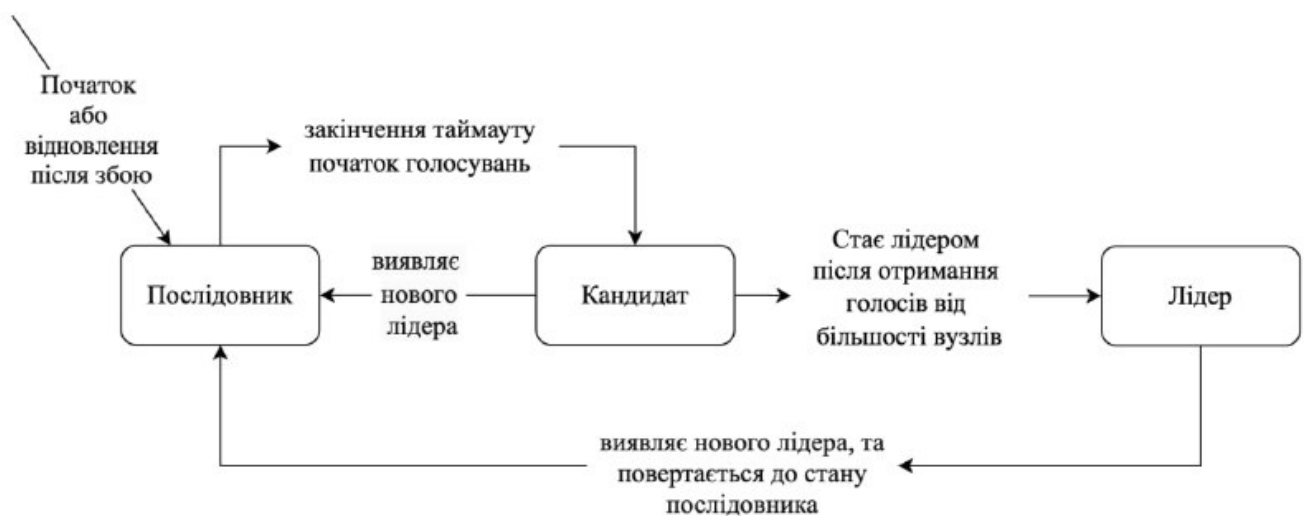 Початок
або
відновлення
після збою
закінчення таймауту
початок голосувань
Послідовник
виявляє
нового
лідера
Кандидат
Стає лідером
після отримання
голосів від
більшості вузлів
Лідер
виявляє нового лідера, та
повертається до стану
послідовника